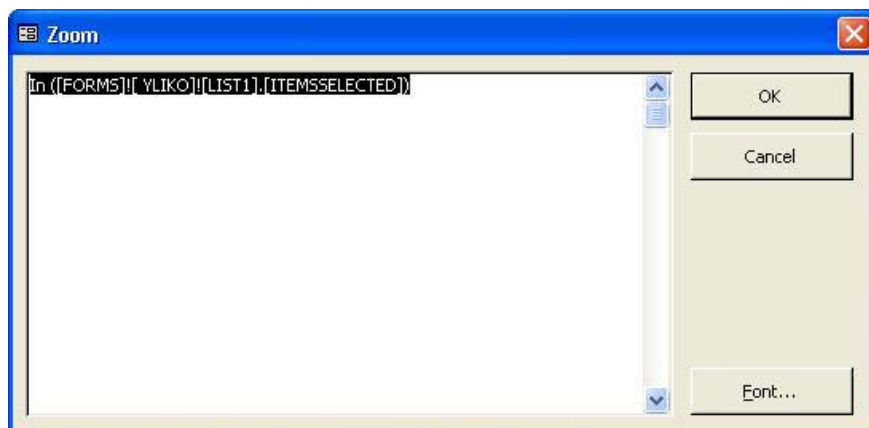 Zoom
In ([FORMS]![ YLIKO]![LIST1].[ITEMSSELECTED])
OK
Cancel
Font...